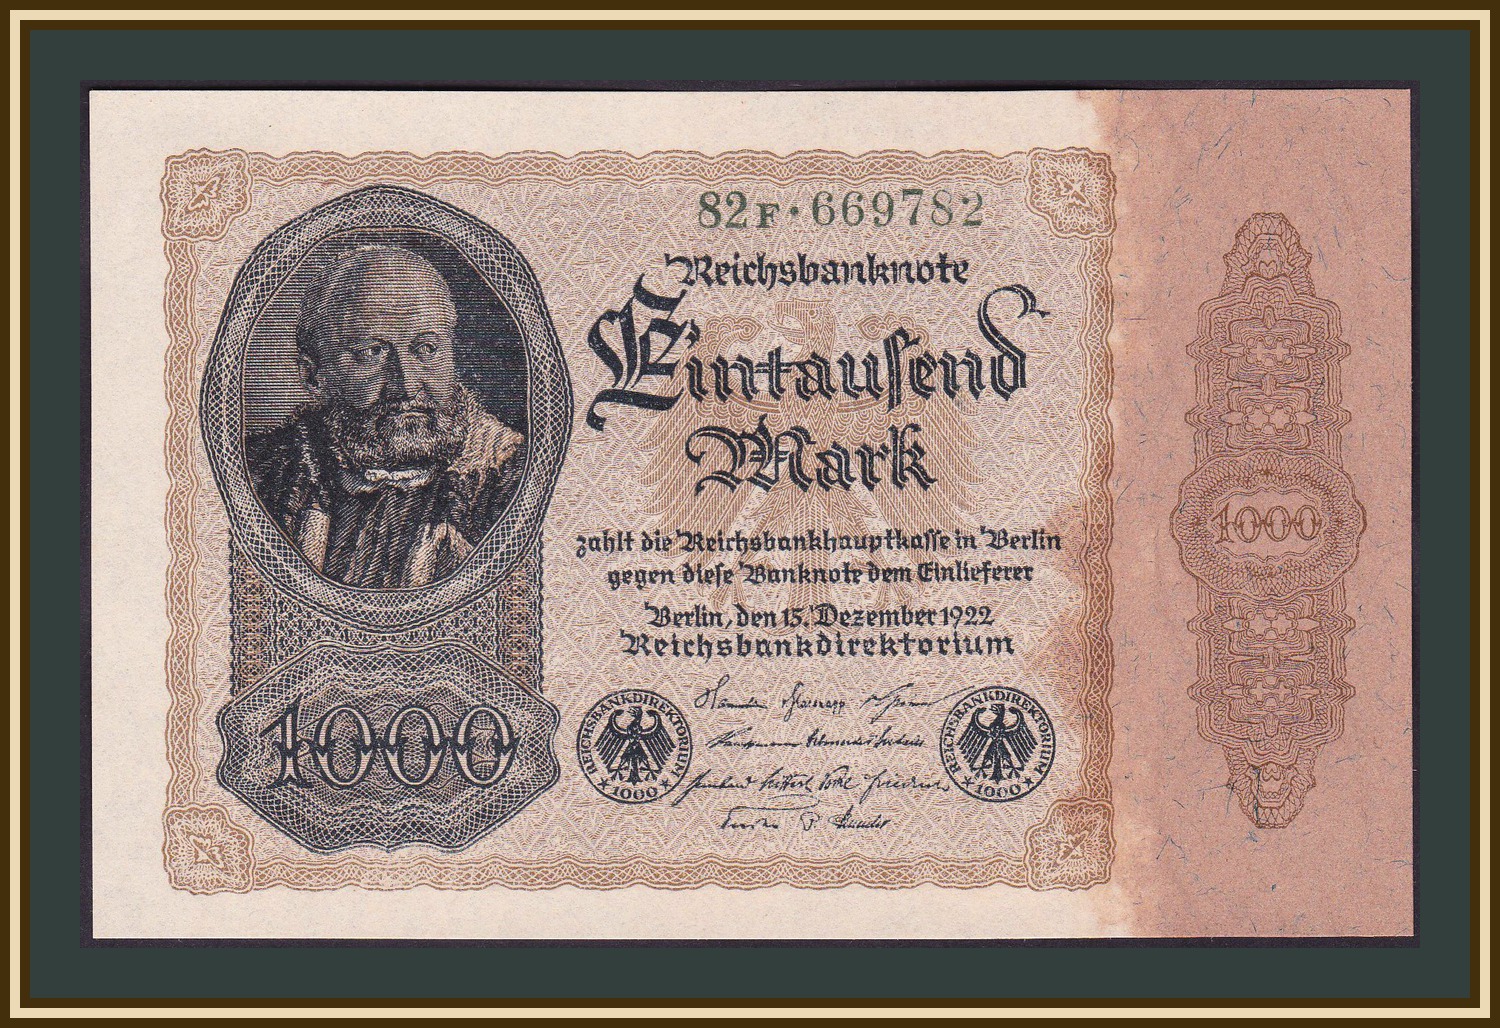 82F·669782
Reichsbanknote
Eintausend
Mark
zahlt die Reichsbankhauptkasse in Berlin
gegen diese Banknote dem Einlieferer
Berlin, den 15. Dezember 1922
Reichsbankdirektorium
1000
1000
REICHSBANKDIREKTORIUM
1000
REICHSBANKDIREKTORIUM
1000